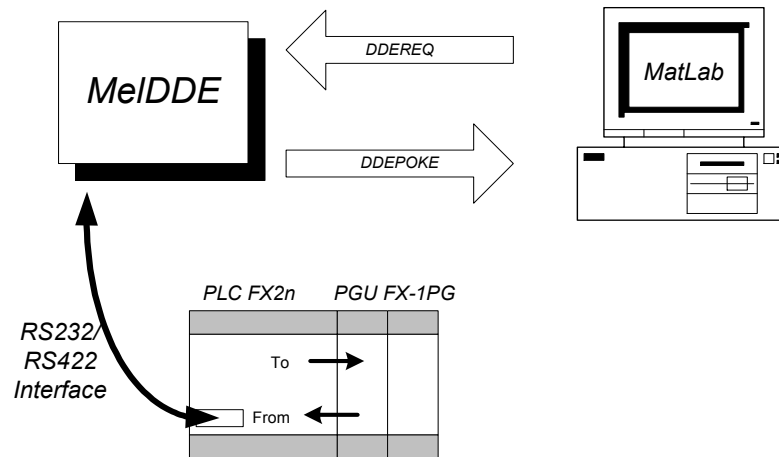 DDEREQ
MelDDE
MatLab
DDEPOKE
PLC FX2n
PGU FX-1PG
RS232/
RS422
Interface
To
From